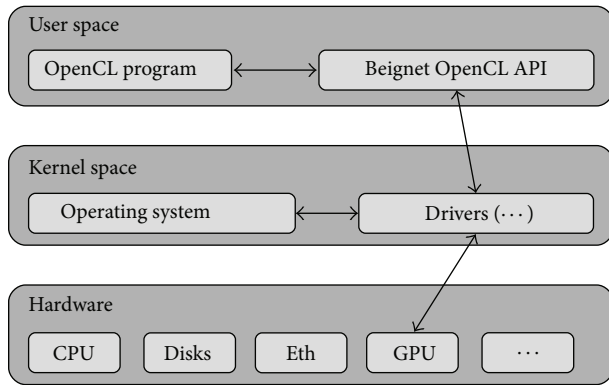 User space
OpenCL program
Beignet OpenCL API
Kernel space
Operating system
Drivers (···)
Hardware
CPU
Disks
Eth
GPU
···